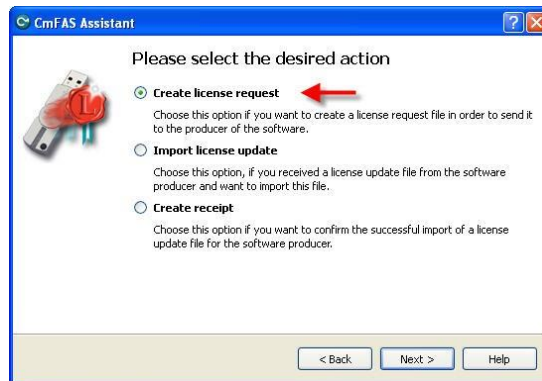 CmFAS Assistant
Please select the desired action
Create license request
Choose this option if you want to create a license request file in order to send it
to the producer of the software.
Import license update
Choose this option, if you received a license update file from the software
producer and want to import this file.
Create receipt
Choose this option if you want to confirm the successful import of a license
update file for the software producer.
< Back Next > Help